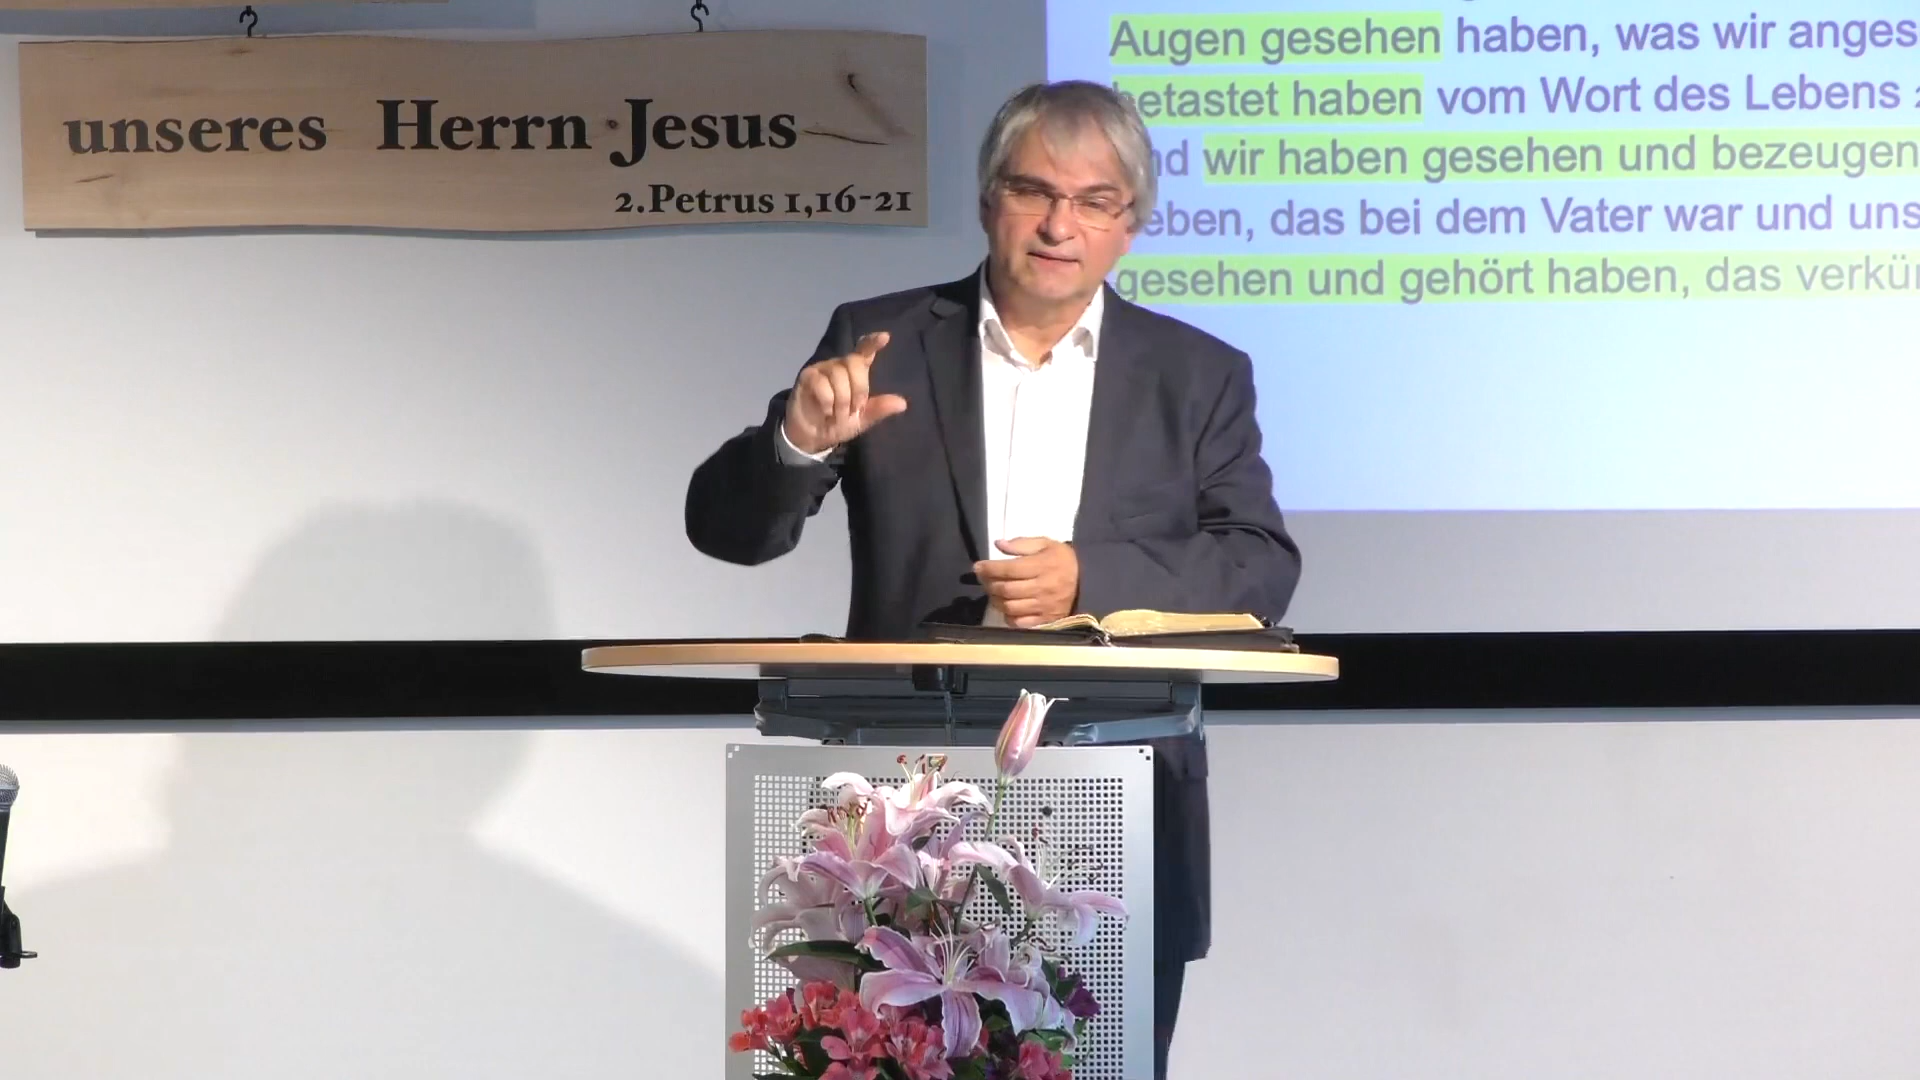 unseres Herrn Jesus
2.Petrus 1,16-21
Augen gesehen haben, was wir anges
betastet haben vom Wort des Lebens
nd wir haben gesehen und bezeugen
eben, das bei dem Vater war und uns
gesehen und gehört haben, das verkün